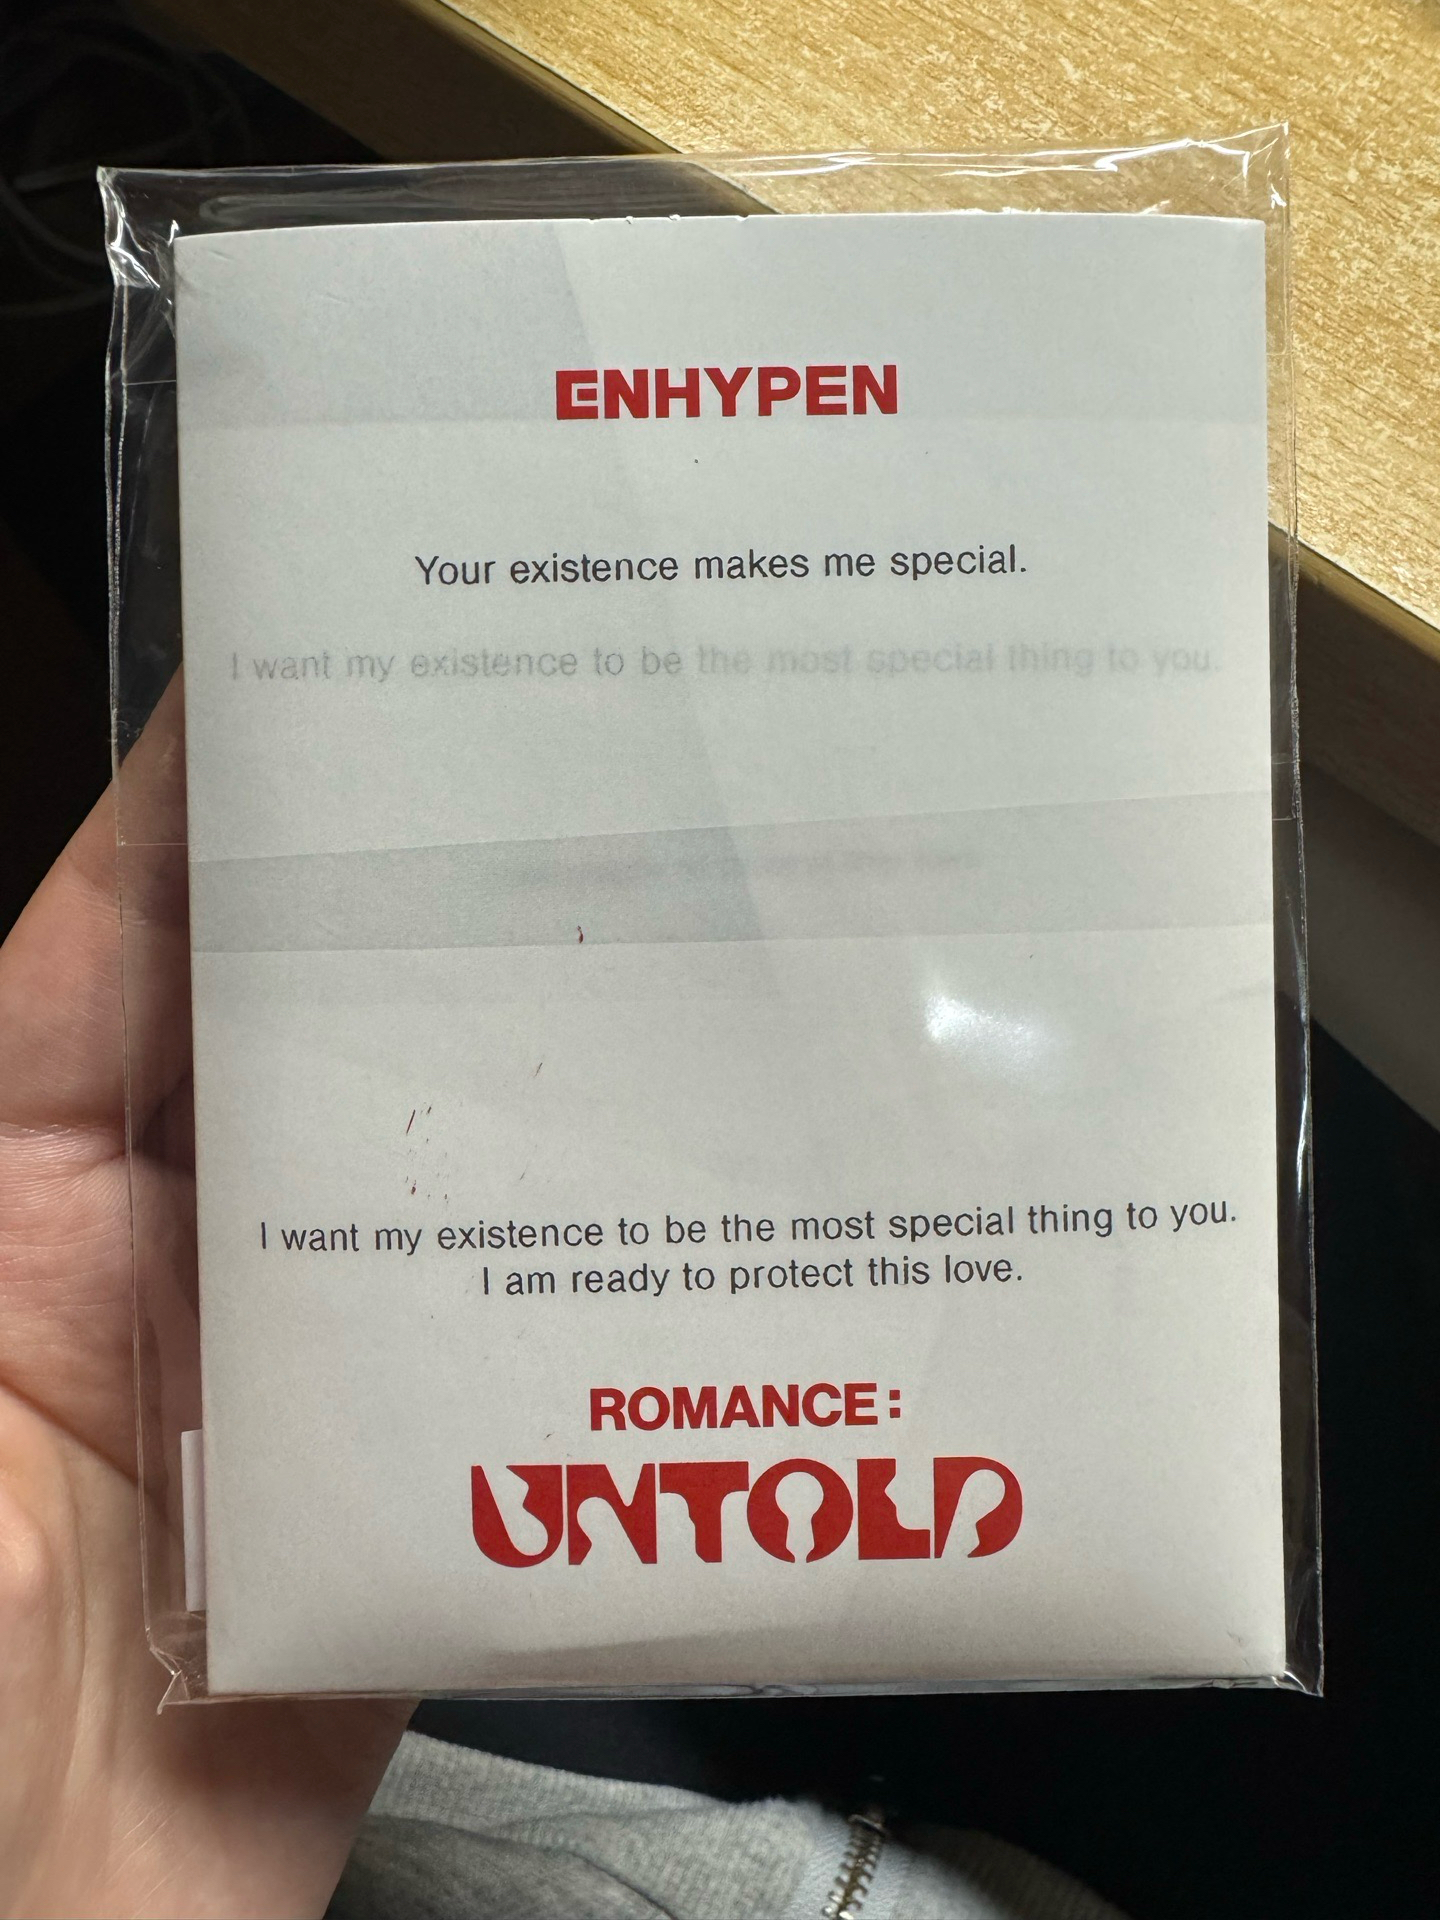 ENHYPEN
Your existence makes me special.
I want my existence to be the most special thing to you.
I want my existence to be the most special thing to you.
I am ready to protect this love.
ROMANCE:
UNTOLD